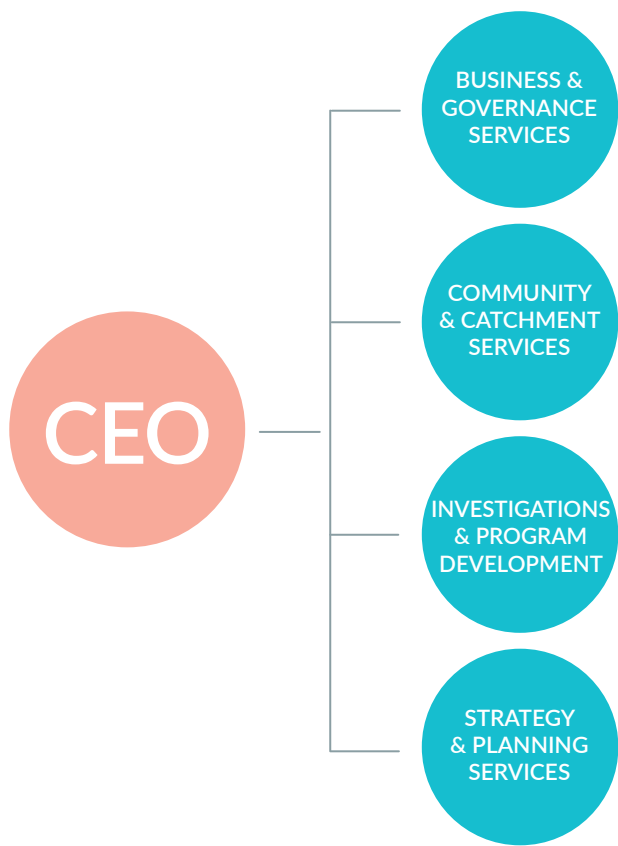 BUSINESS &
GOVERNANCE
SERVICES
COMMUNITY
& CATCHMENT
SERVICES
CEO
INVESTIGATIONS
& PROGRAM
DEVELOPMENT
STRATEGY
& PLANNING
SERVICES